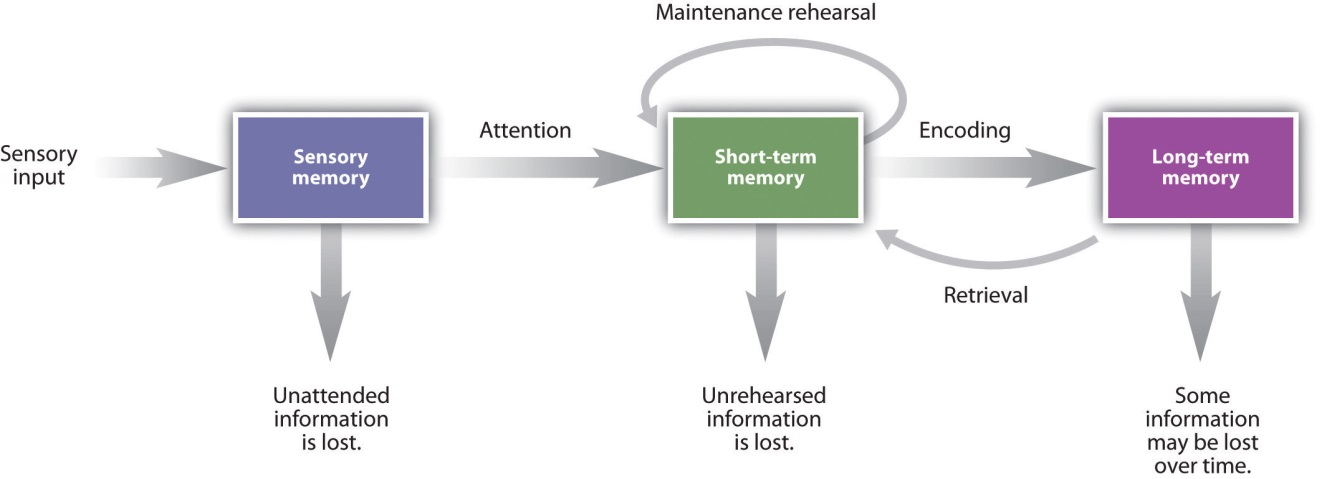 Maintenance rehearsal
Sensory
input
Sensory
memory
Attention
Short-term
memory
Encoding
Long-term
memory
Retrieval
Unattended
information
is lost.
Unrehearsed
information
is lost.
Some
information
may be lost
over time.